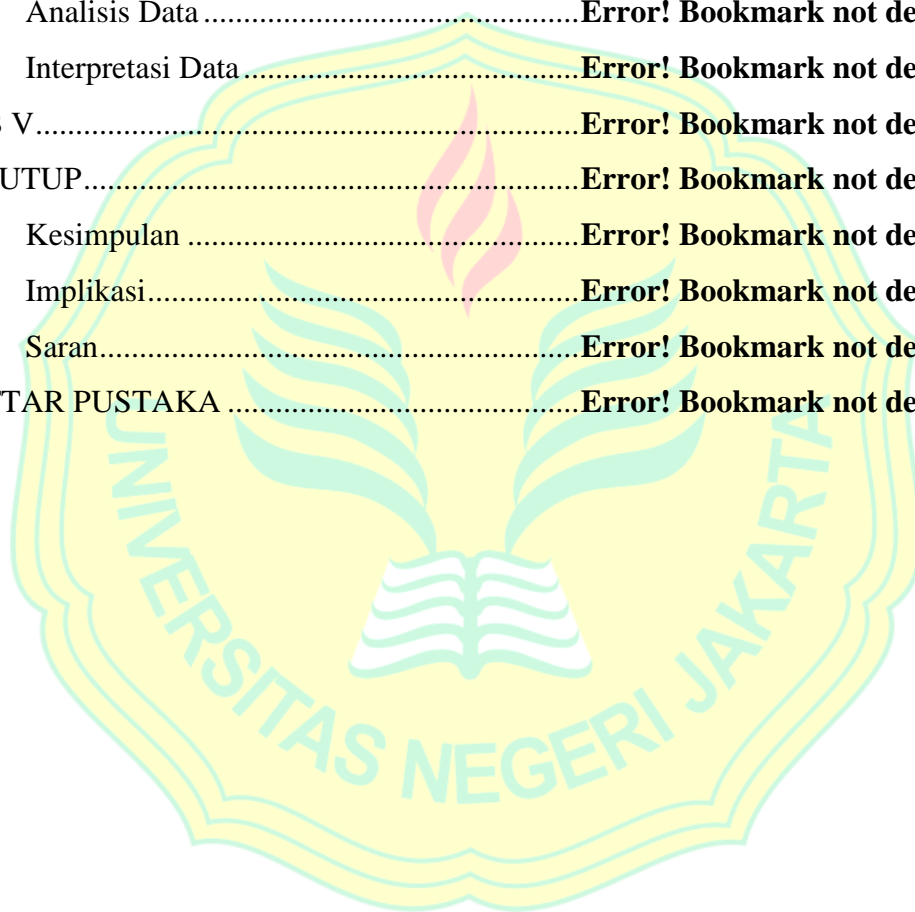 Analisis Data ................................................ Error! Bookmark not de
Interpretasi Data ........................................... Error! Bookmark not de
V...................................................................... Error! Bookmark not de
UTUP............................................................... Error! Bookmark not de
Kesimpulan .................................................. Error! Bookmark not de
Implikasi....................................................... Error! Bookmark not de
Saran............................................................. Error! Bookmark not de
TAR PUSTAKA ............................................. Error! Bookmark not de
UNIVERSITAS NEGERI JAKARTA